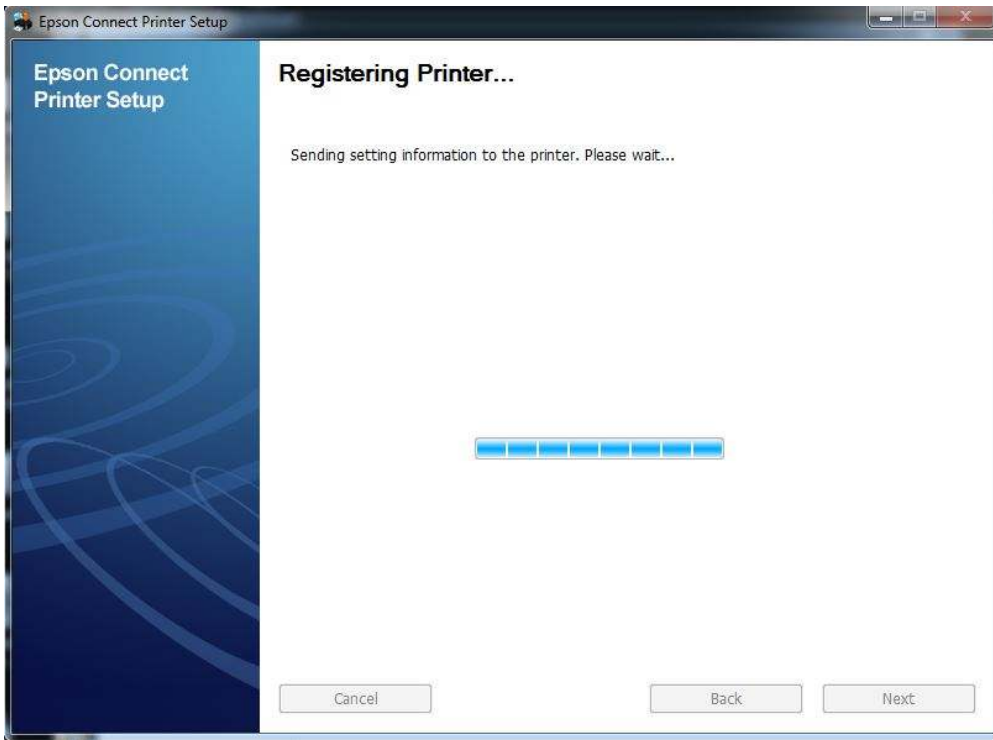 Epson Connect Printer Setup
Epson Connect
Printer Setup
Registering Printer...
Sending setting information to the printer. Please wait...
Cancel
Back
Next